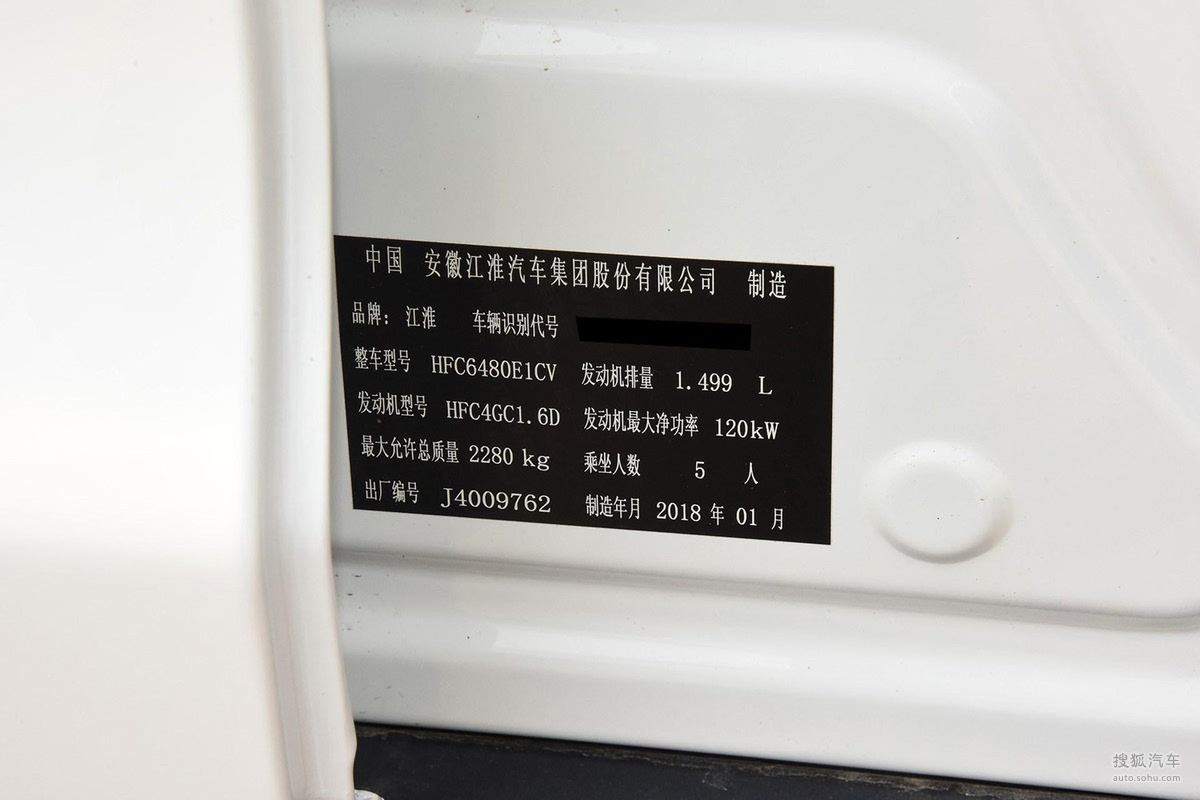 中国 安徽江淮汽车集团股份有限公司 制造
品牌: 江淮 车辆识别代号
整车型号 HFC6480E1CV 发动机排量 1.499 L
发动机型号 HFC4GC1.6D 发动机最大净功率 120kW
最大允许总质量 2280 kg 乘坐人数 5 人
出厂编号 J4009762 制造年月 2018 年 01 月
搜狐汽车
auto.sohu.com